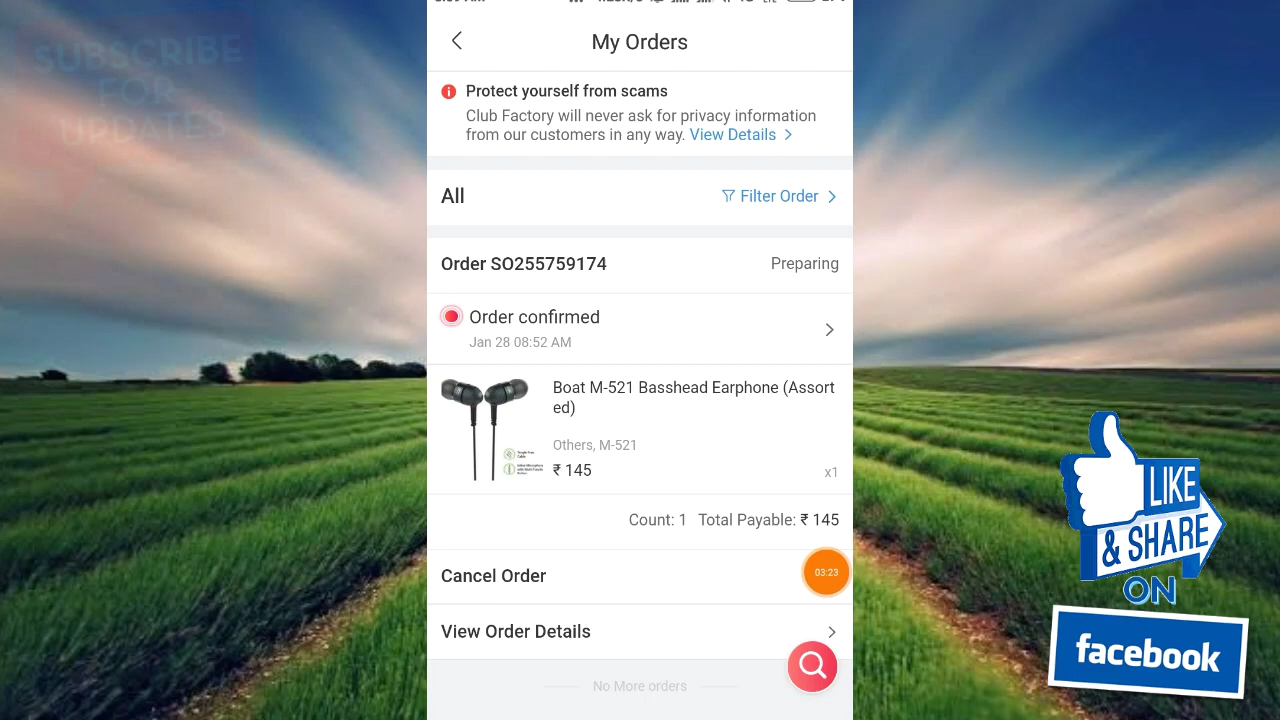 SUBSCRIBE
FOR
UPDATES
My Orders
Protect yourself from scams
Club Factory will never ask for privacy information
from our customers in any way. View Details >
All
Filter Order >
Order SO255759174
Preparing
Order confirmed
Jan 28 08:52 AM
Boat M-521 Basshead Earphone (Assort
ed)
Others, M-521
₹ 145
x1
Count: 1 Total Payable: ₹ 145
Cancel Order
03:23
View Order Details
No More orders
LIKE
& SHARE
ON
facebook